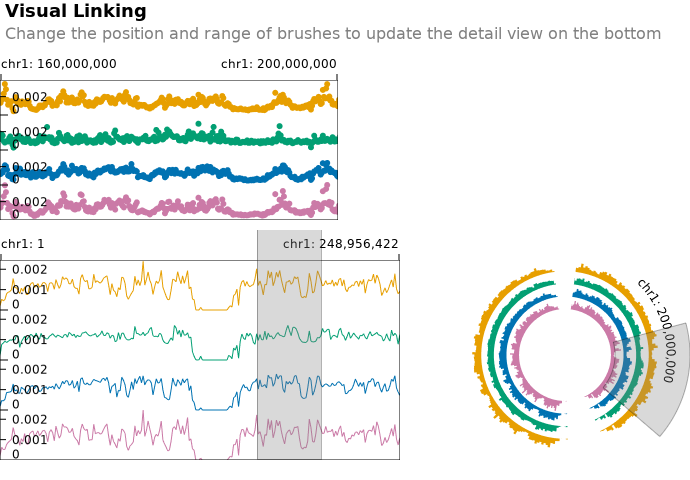 Visual Linking
Change the position and range of brushes to update the detail view on the bottom
chr1: 160,000,000
chr1: 200,000,000
0.002
0
0.002
0
0.002
0
0.002
0
chr1: 1
chr1: 248,956,422
0.002
0.001
0
0.002
0.001
0
0.002
0.001
0
0.002
0.001
0
chr1: 200,000,000